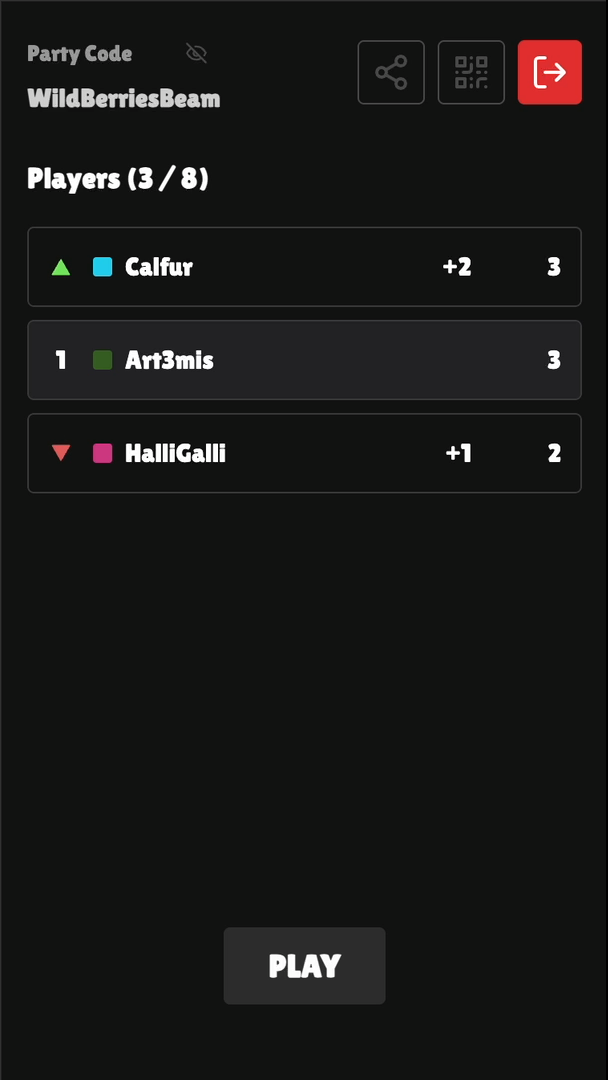 Party Code
WildBerriesBeam
Players (3 / 8)
Calfur +2 3
1 Art3mis 3
HalliGalli +1 2
PLAY